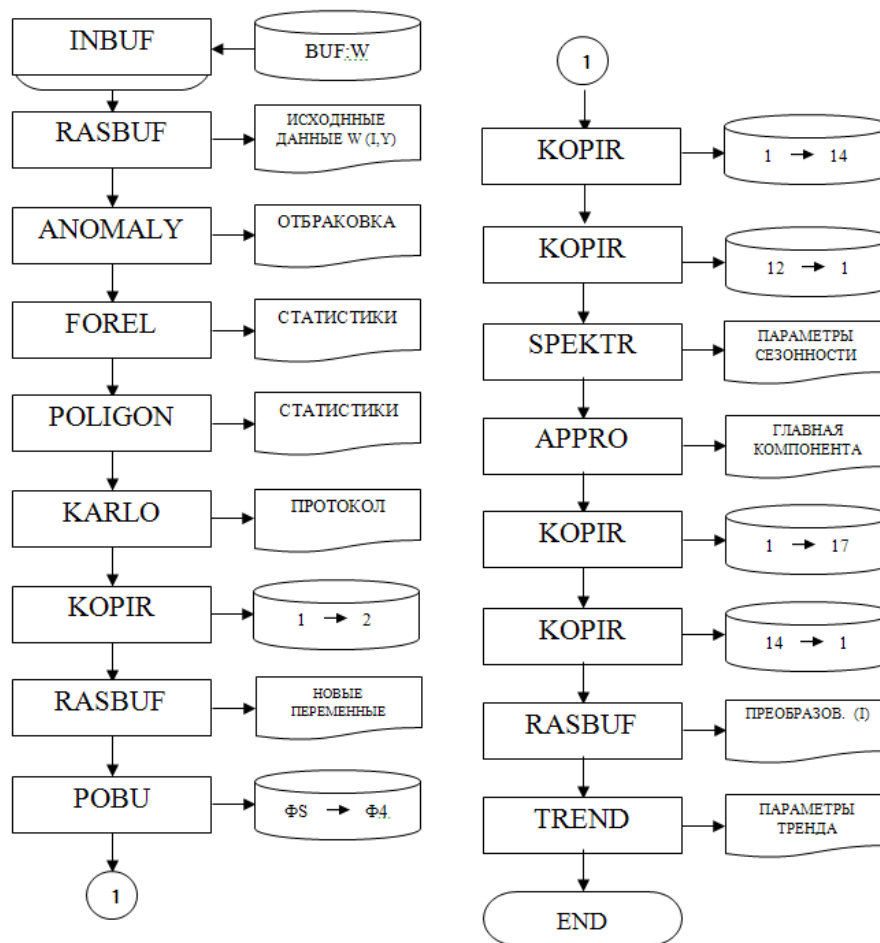 INBUF
BUF:W
RASBUF
ИСХОДННЫЕ
ДАННЫЕ W (I,Y)
ANOMALY
ОТБРАКОВКА
FOREL
СТАТИСТИКИ
POLIGON
СТАТИСТИКИ
KARLO
ПРОТОКОЛ
KOPIR
1 → 2
RASBUF
НОВЫЕ
ПЕРЕМЕННЫЕ
POBU
ФS → Ф4.
1
1
KOPIR
1 → 14
KOPIR
12 → 1
SPEKTR
ПАРАМЕТРЫ
СЕЗОННОСТИ
APPRO
ГЛАВНАЯ
КОМПОНЕНТА
KOPIR
1 → 17
KOPIR
14 → 1
RASBUF
ПРЕОБРАЗОВ. (I)
TREND
ПАРАМЕТРЫ
ТРЕНДА
END